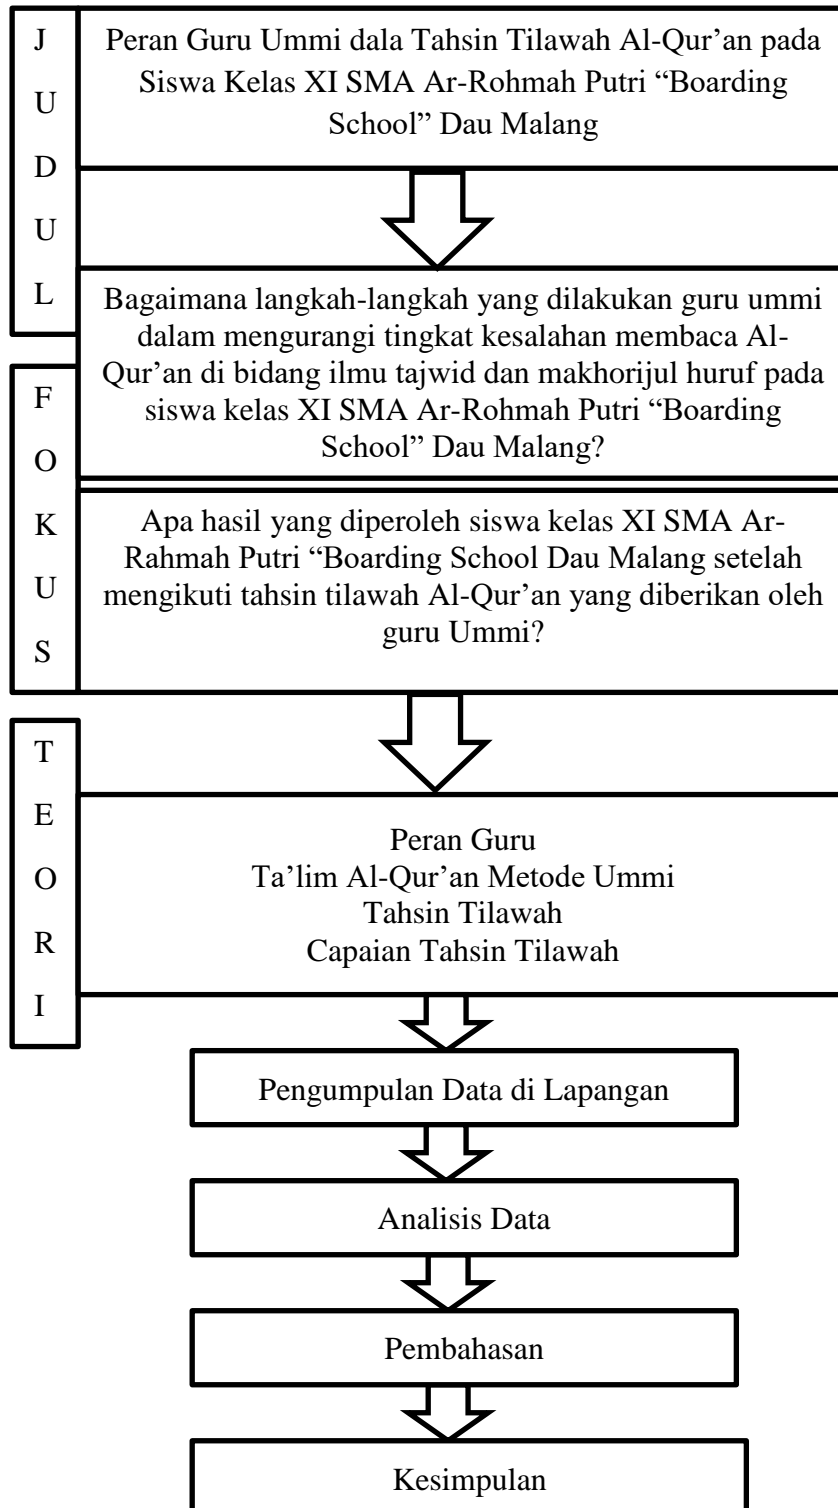 J
U
D
U
L
Peran Guru Ummi dala Tahsin Tilawah Al-Qur’an pada
Siswa Kelas XI SMA Ar-Rohmah Putri “Boarding
School” Dau Malang
F
O
K
U
S
Bagaimana langkah-langkah yang dilakukan guru ummi
dalam mengurangi tingkat kesalahan membaca Al-
Qur’an di bidang ilmu tajwid dan makhorijul huruf pada
siswa kelas XI SMA Ar-Rohmah Putri “Boarding
School” Dau Malang?
Apa hasil yang diperoleh siswa kelas XI SMA Ar-
Rahmah Putri “Boarding School Dau Malang setelah
mengikuti tahsin tilawah Al-Qur’an yang diberikan oleh
guru Ummi?
T
E
O
R
I
Peran Guru
Ta’lim Al-Qur’an Metode Ummi
Tahsin Tilawah
Capaian Tahsin Tilawah
Pengumpulan Data di Lapangan
Analisis Data
Pembahasan
Kesimpulan